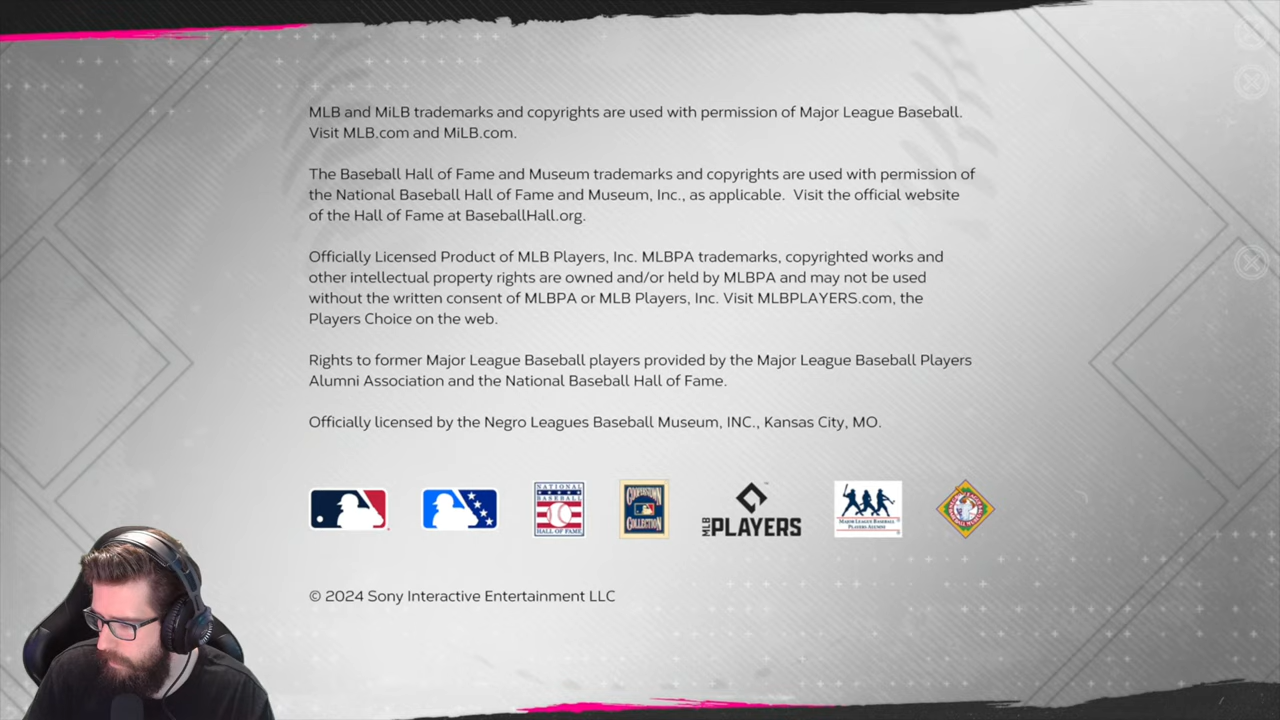 MLB and MiLB trademarks and copyrights are used with permission of Major League Baseball.
Visit MLB.com and MiLB.com.
The Baseball Hall of Fame and Museum trademarks and copyrights are used with permission of
the National Baseball Hall of Fame and Museum, Inc., as applicable.  Visit the official website
of the Hall of Fame at BaseballHall.org.
Officially Licensed Product of MLB Players, Inc. MLBPA trademarks, copyrighted works and
other intellectual property rights are owned and/or held by MLBPA and may not be used
without the written consent of MLBPA or MLB Players, Inc. Visit MLBPLAYERS.com, the
Players Choice on the web.
Rights to former Major League Baseball players provided by the Major League Baseball Players
Alumni Association and the National Baseball Hall of Fame.
Officially licensed by the Negro Leagues Baseball Museum, INC., Kansas City, MO.
NATIONAL
BASEBALL
HALL OF FAME
COOPERSTOWN
COLLECTION
MLB PLAYERS
MAJOR LEAGUE BASEBALL
PLAYERS ALUMNI
© 2024 Sony Interactive Entertainment LLC